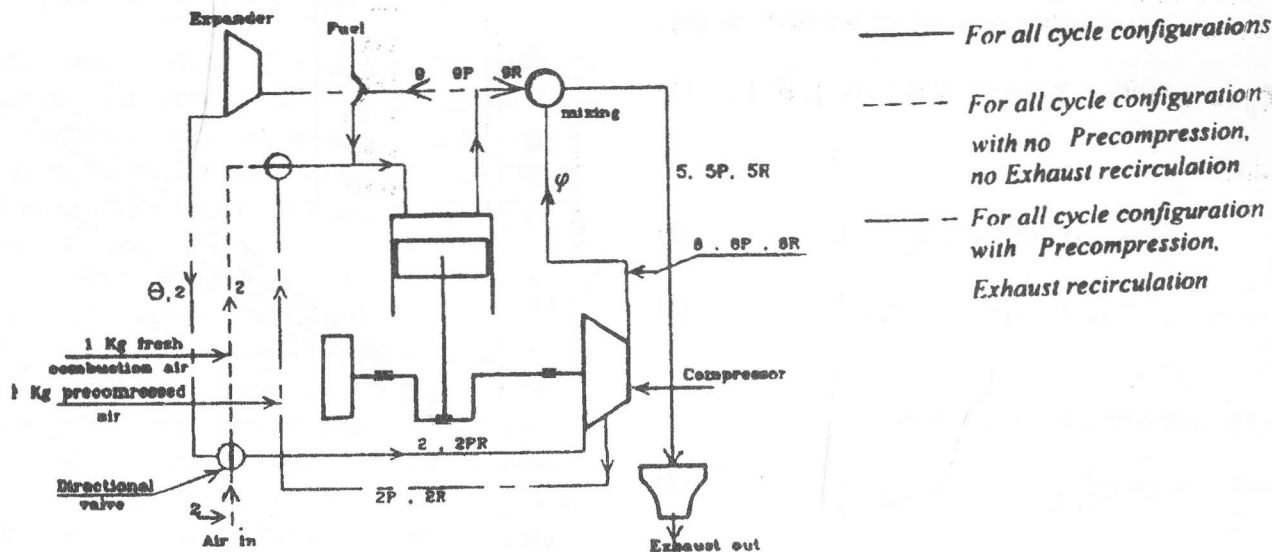 Expander
Fuel
9
9P
9R
mixing
φ
5, 5P, 5R
8 . 8P . 8R
Θ, 2
2
1 Kg fresh
combustion air
1 Kg precomressed
air
Compressor
2 , 2PR
2P , 2R
Directional
valve
2
Air in
Exhaust out
For all cycle configurations
For all cycle configuration
with no Precompression,
no Exhaust recirculation
For all cycle configuration
with Precompression,
Exhaust recirculation